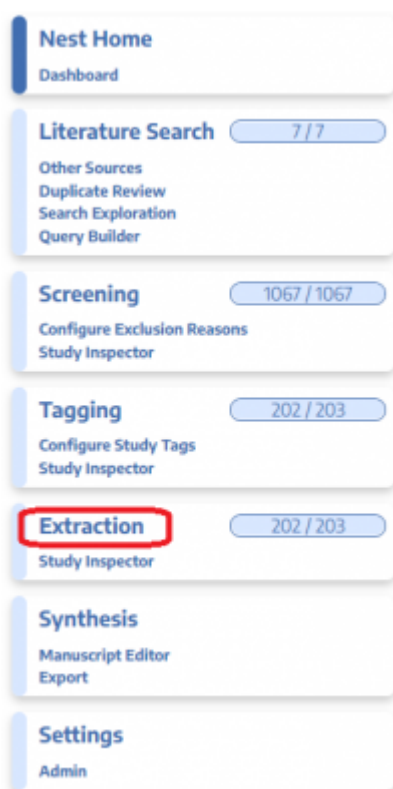 Nest Home
Dashboard
Literature Search 7 / 7
Other Sources
Duplicate Review
Search Exploration
Query Builder
Screening 1067 / 1067
Configure Exclusion Reasons
Study Inspector
Tagging 202 / 203
Configure Study Tags
Study Inspector
Extraction 202 / 203
Study Inspector
Synthesis
Manuscript Editor
Export
Settings
Admin